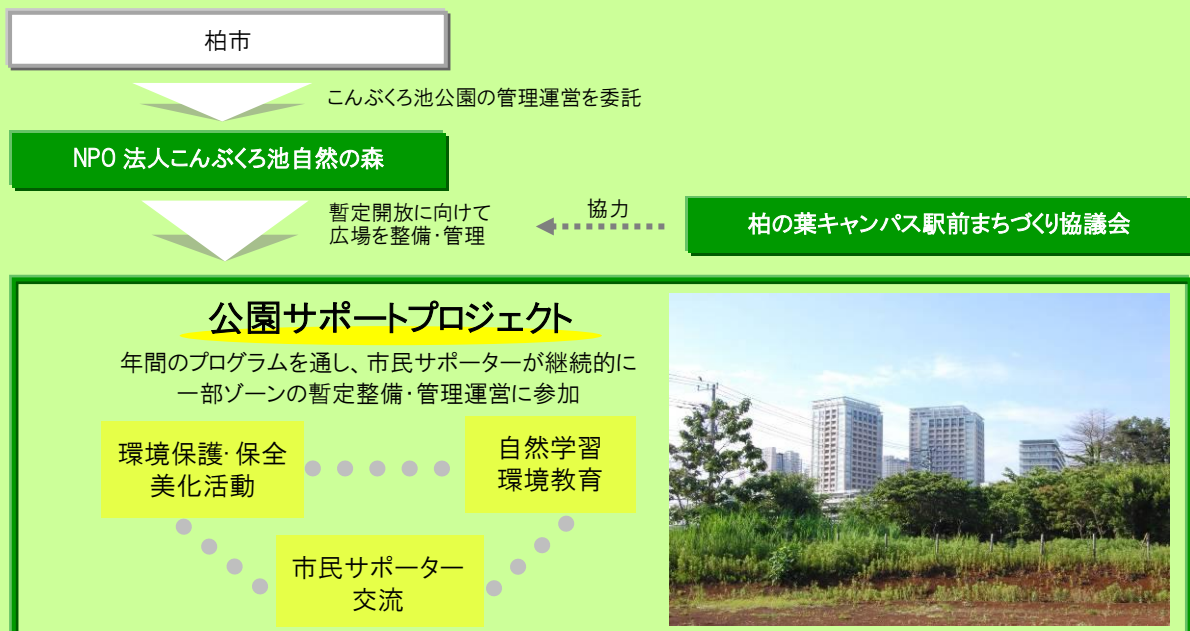 柏市
こんぶくろ池公園の管理運営を委託
NPO 法人こんぶくろ池自然の森
暫定開放に向けて
広場を整備･管理
協力
柏の葉キャンパス駅前まちづくり協議会
公園サポートプロジェクト
年間のプログラムを通し、市民サポーターが継続的に
一部ゾーンの暫定整備･管理運営に参加
環境保護･保全
美化活動
自然学習
環境教育
市民サポーター
交流